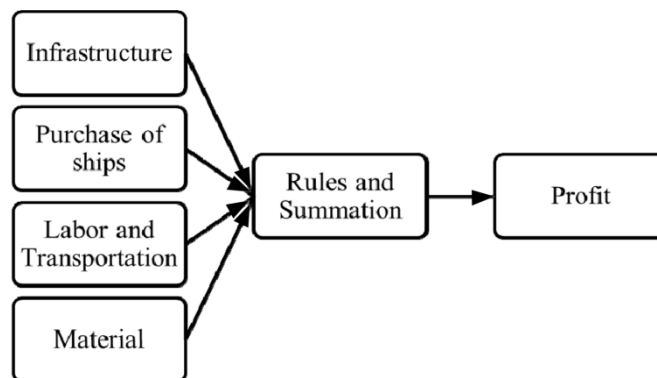 Infrastructure
Purchase of
ships
Labor and
Transportation
Material
Rules and
Summation
Profit